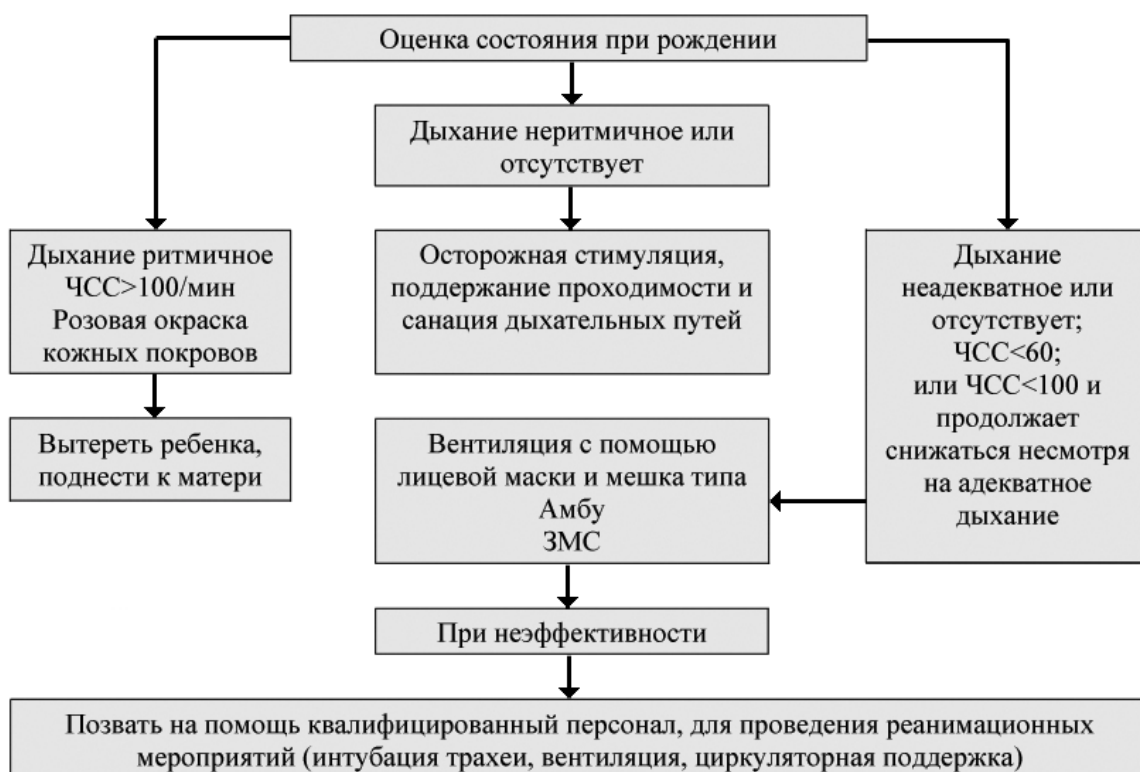 Оценка состояния при рождении
Дыхание неритмичное или
отсутствует
Дыхание ритмичное
ЧСС>100/мин
Розовая окраска
кожных покровов
Осторожная стимуляция,
поддержание проходимости и
санация дыхательных путей
Дыхание
неадекватное или
отсутствует;
ЧСС<60;
или ЧСС<100 и
продолжает
снижаться несмотря
на адекватное
дыхание
Вытереть ребенка,
поднести к матери
Вентиляция с помощью
лицевой маски и мешка типа
Амбу
ЗМС
При неэффективности
Позвать на помощь квалифицированный персонал, для проведения реанимационных
мероприятий (интубация трахеи, вентиляция, циркуляторная поддержка)